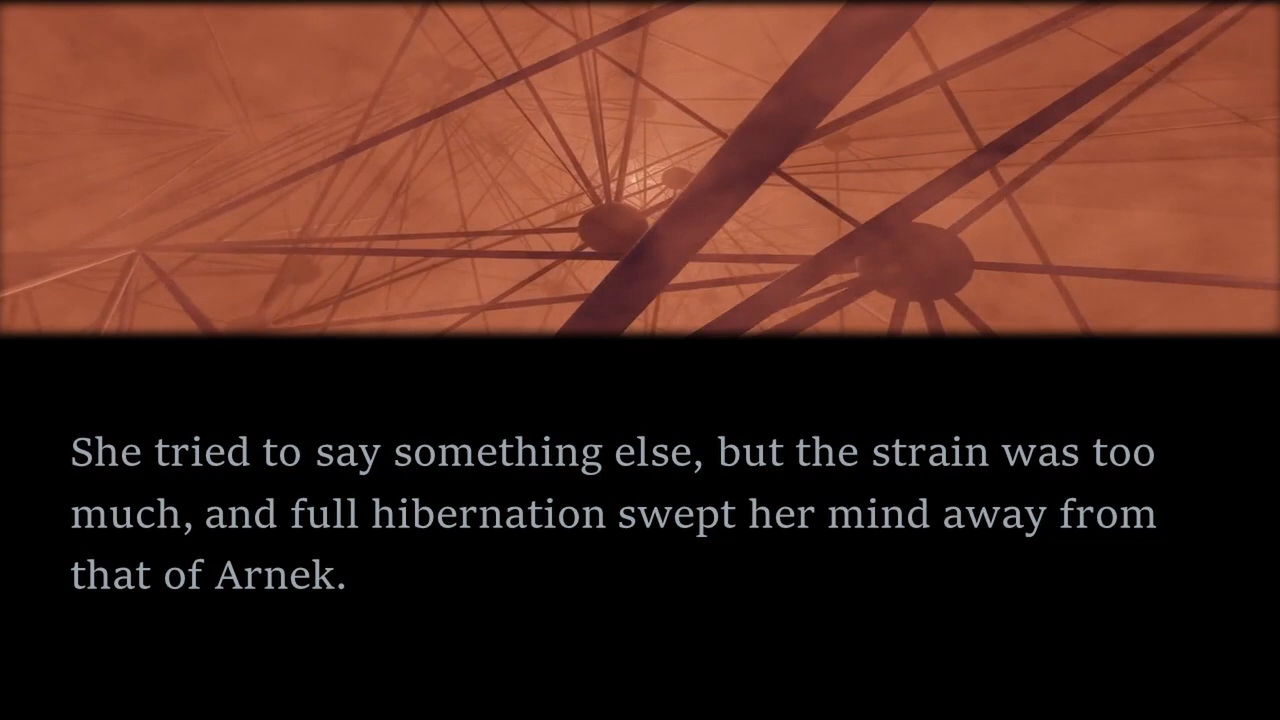 She tried to say something else, but the strain was too
much, and full hibernation swept her mind away from
that of Arnek.